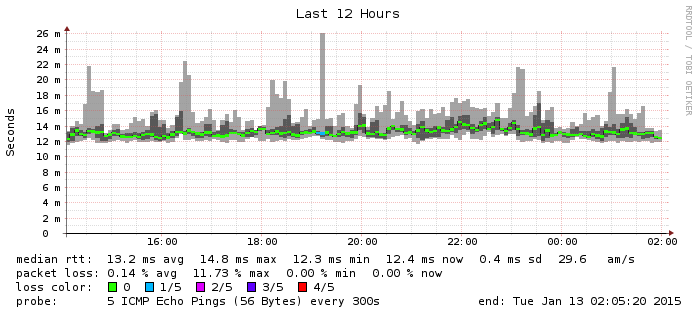 Last 12 Hours
RRDTOOL / TOBI OETIKER
Seconds
26 m
24 m
22 m
20 m
18 m
16 m
14 m
12 m
10 m
8 m
6 m
4 m
2 m
0
16:00 18:00 20:00 22:00 00:00 02:00
median rtt: 13.2 ms avg 14.8 ms max 12.3 ms min 12.4 ms now 0.4 ms sd 29.6 am/s
packet loss: 0.14 % avg 11.73 % max 0.00 % min 0.00 % now
loss color: 0 1/5 2/5 3/5 4/5
probe: 5 ICMP Echo Pings (56 Bytes) every 300s end: Tue Jan 13 02:05:20 2015